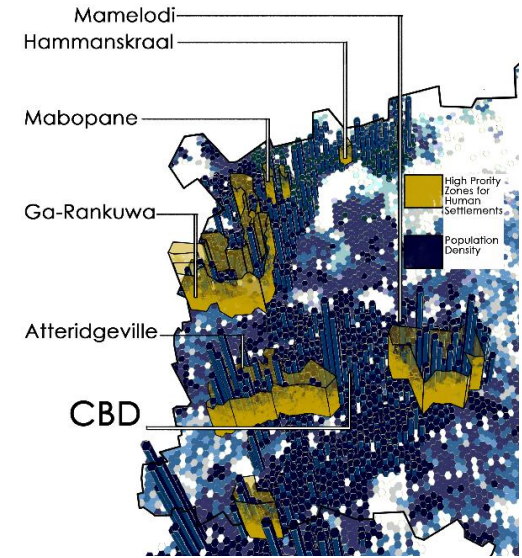 Mamelodi
Hammanskraal
Mabopane
Ga-Rankuwa
Atteridgeville
CBD
High Prority
Zones for
Human
Settlements
Population
Density